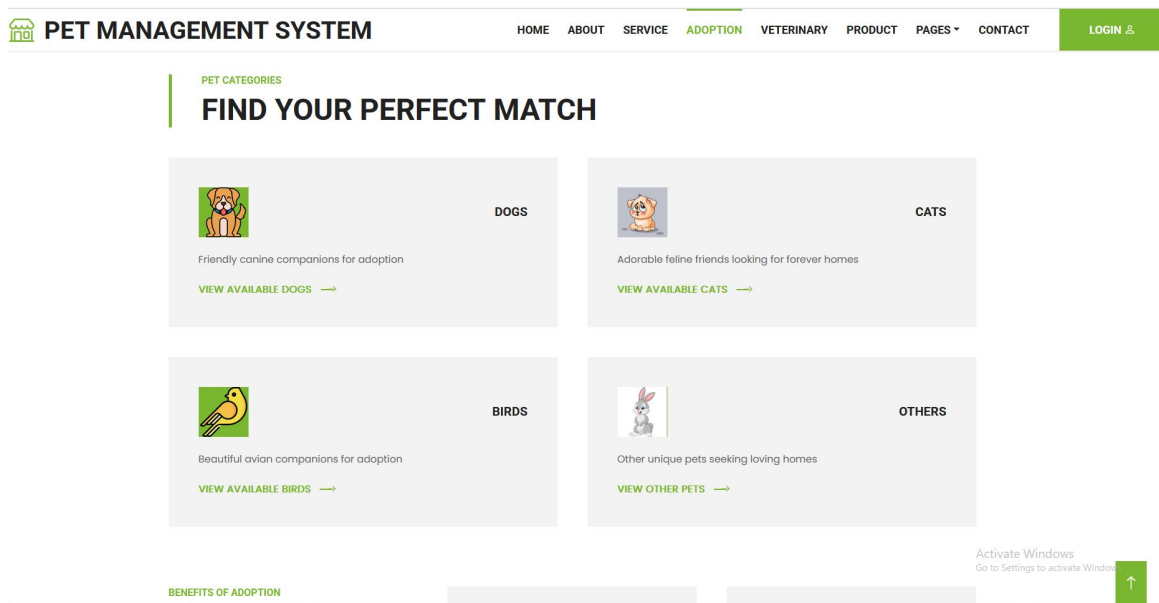 PET MANAGEMENT SYSTEM
HOME ABOUT SERVICE ADOPTION VETERINARY PRODUCT PAGES CONTACT LOGIN
PET CATEGORIES
FIND YOUR PERFECT MATCH
DOGS
Friendly canine companions for adoption
VIEW AVAILABLE DOGS
CATS
Adorable feline friends looking for forever homes
VIEW AVAILABLE CATS
BIRDS
Beautiful avian companions for adoption
VIEW AVAILABLE BIRDS
OTHERS
Other unique pets seeking loving homes
VIEW OTHER PETS
Activate Windows
Go to Settings to activate Window
BENEFITS OF ADOPTION